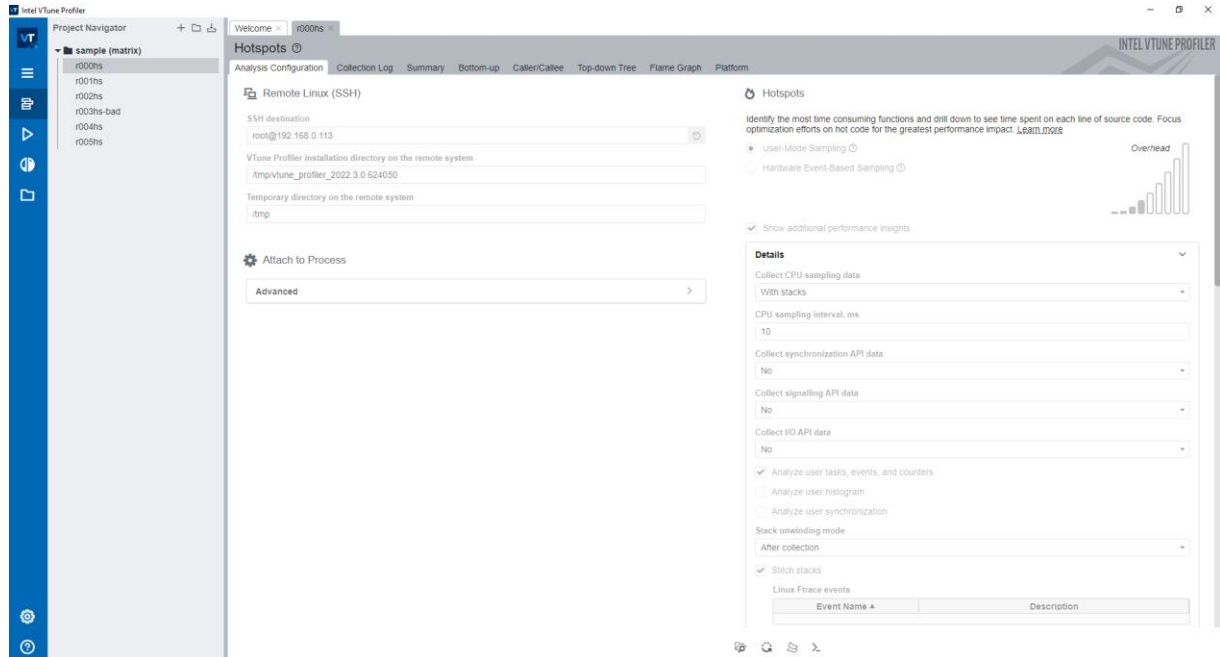 Intel VTune Profiler
VT
Project Navigator
sample (matrix)
r000hs
r001hs
r002hs
r003hs-bad
r004hs
r005hs
Welcome × r000hs ×
Hotspots
INTEL VTUNE PROFILER
Analysis Configuration Collection Log Summary Bottom-up Caller/Callee Top-down Tree Flame Graph Platform
Remote Linux (SSH)
SSH destination
root@192.168.0.113
VTune Profiler installation directory on the remote system
/tmp/vtune_profiler_2022.3.0.624050
Temporary directory on the remote system
/tmp
Attach to Process
Advanced
Hotspots
Identify the most time consuming functions and drill down to see time spent on each line of source code. Focus
optimization efforts on hot code for the greatest performance impact. Learn more
User-Mode Sampling
Overhead
Hardware Event-Based Sampling
Show additional performance insights
Details
Collect CPU sampling data
With stacks
CPU sampling interval, ms
10
Collect synchronization API data
No
Collect signalling API data
No
Collect I/O API data
No
Analyze user tasks, events, and counters
Analyze user histogram
Analyze user synchronization
Stack unwinding mode
After collection
Stitch stacks
Linux Ftrace events
Event Name Description